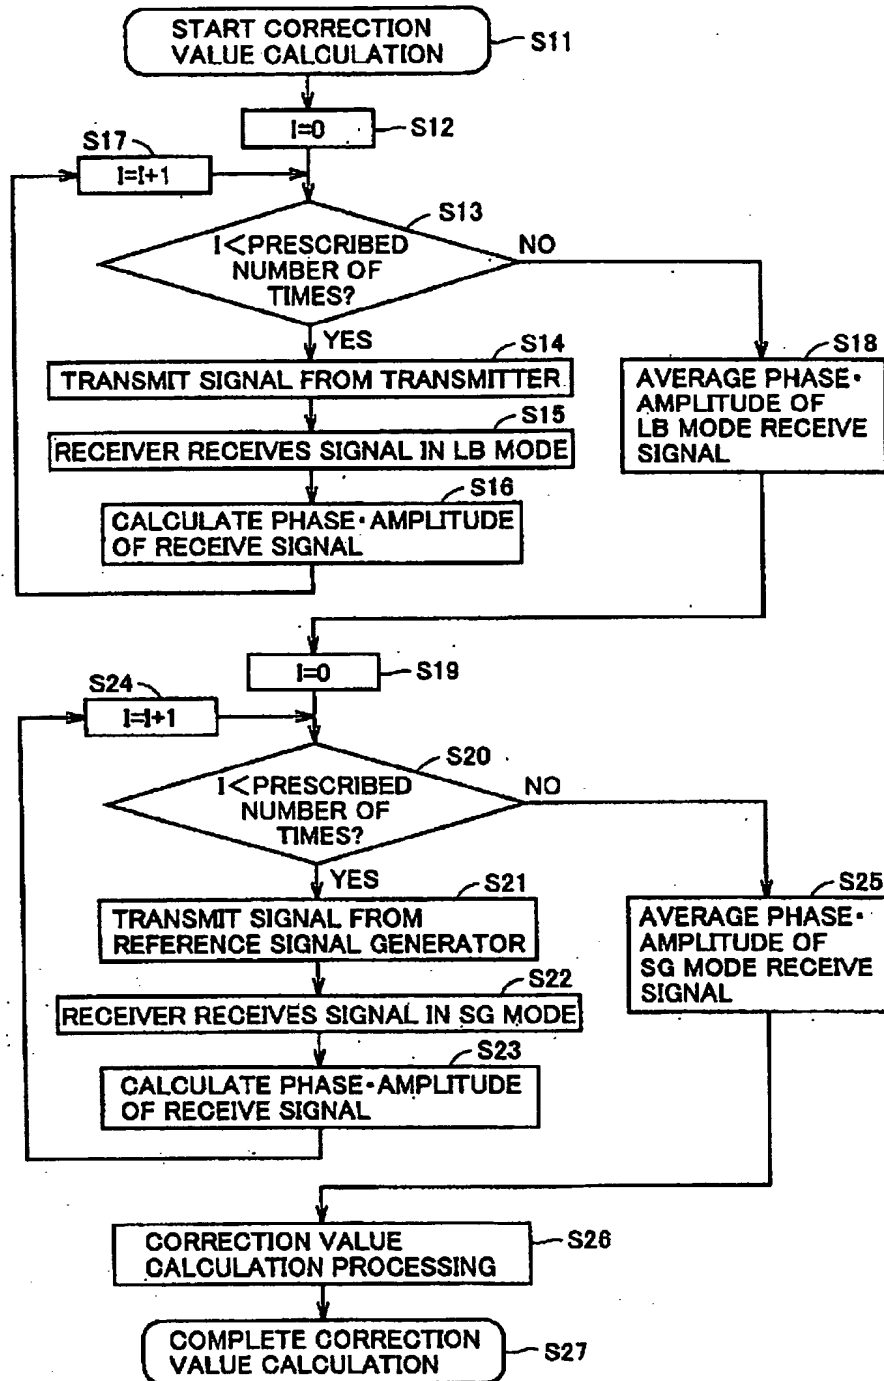 START CORRECTION
VALUE CALCULATION
S11
I=0
S12
S17
I=I+1
S13
I<PRESCRIBED
NUMBER OF
TIMES?
NO
YES
S14
TRANSMIT SIGNAL FROM TRANSMITTER
S15
RECEIVER RECEIVES SIGNAL IN LB MODE
S16
CALCULATE PHASE·AMPLITUDE
OF RECEIVE SIGNAL
S18
AVERAGE PHASE·
AMPLITUDE OF
LB MODE RECEIVE
SIGNAL
I=0
S19
S24
I=I+1
S20
I<PRESCRIBED
NUMBER OF
TIMES?
NO
YES
S21
TRANSMIT SIGNAL FROM
REFERENCE SIGNAL GENERATOR
S22
RECEIVER RECEIVES SIGNAL IN SG MODE
S23
CALCULATE PHASE·AMPLITUDE
OF RECEIVE SIGNAL
S25
AVERAGE PHASE·
AMPLITUDE OF
SG MODE RECEIVE
SIGNAL
CORRECTION VALUE
CALCULATION PROCESSING
S26
COMPLETE CORRECTION
VALUE CALCULATION
S27